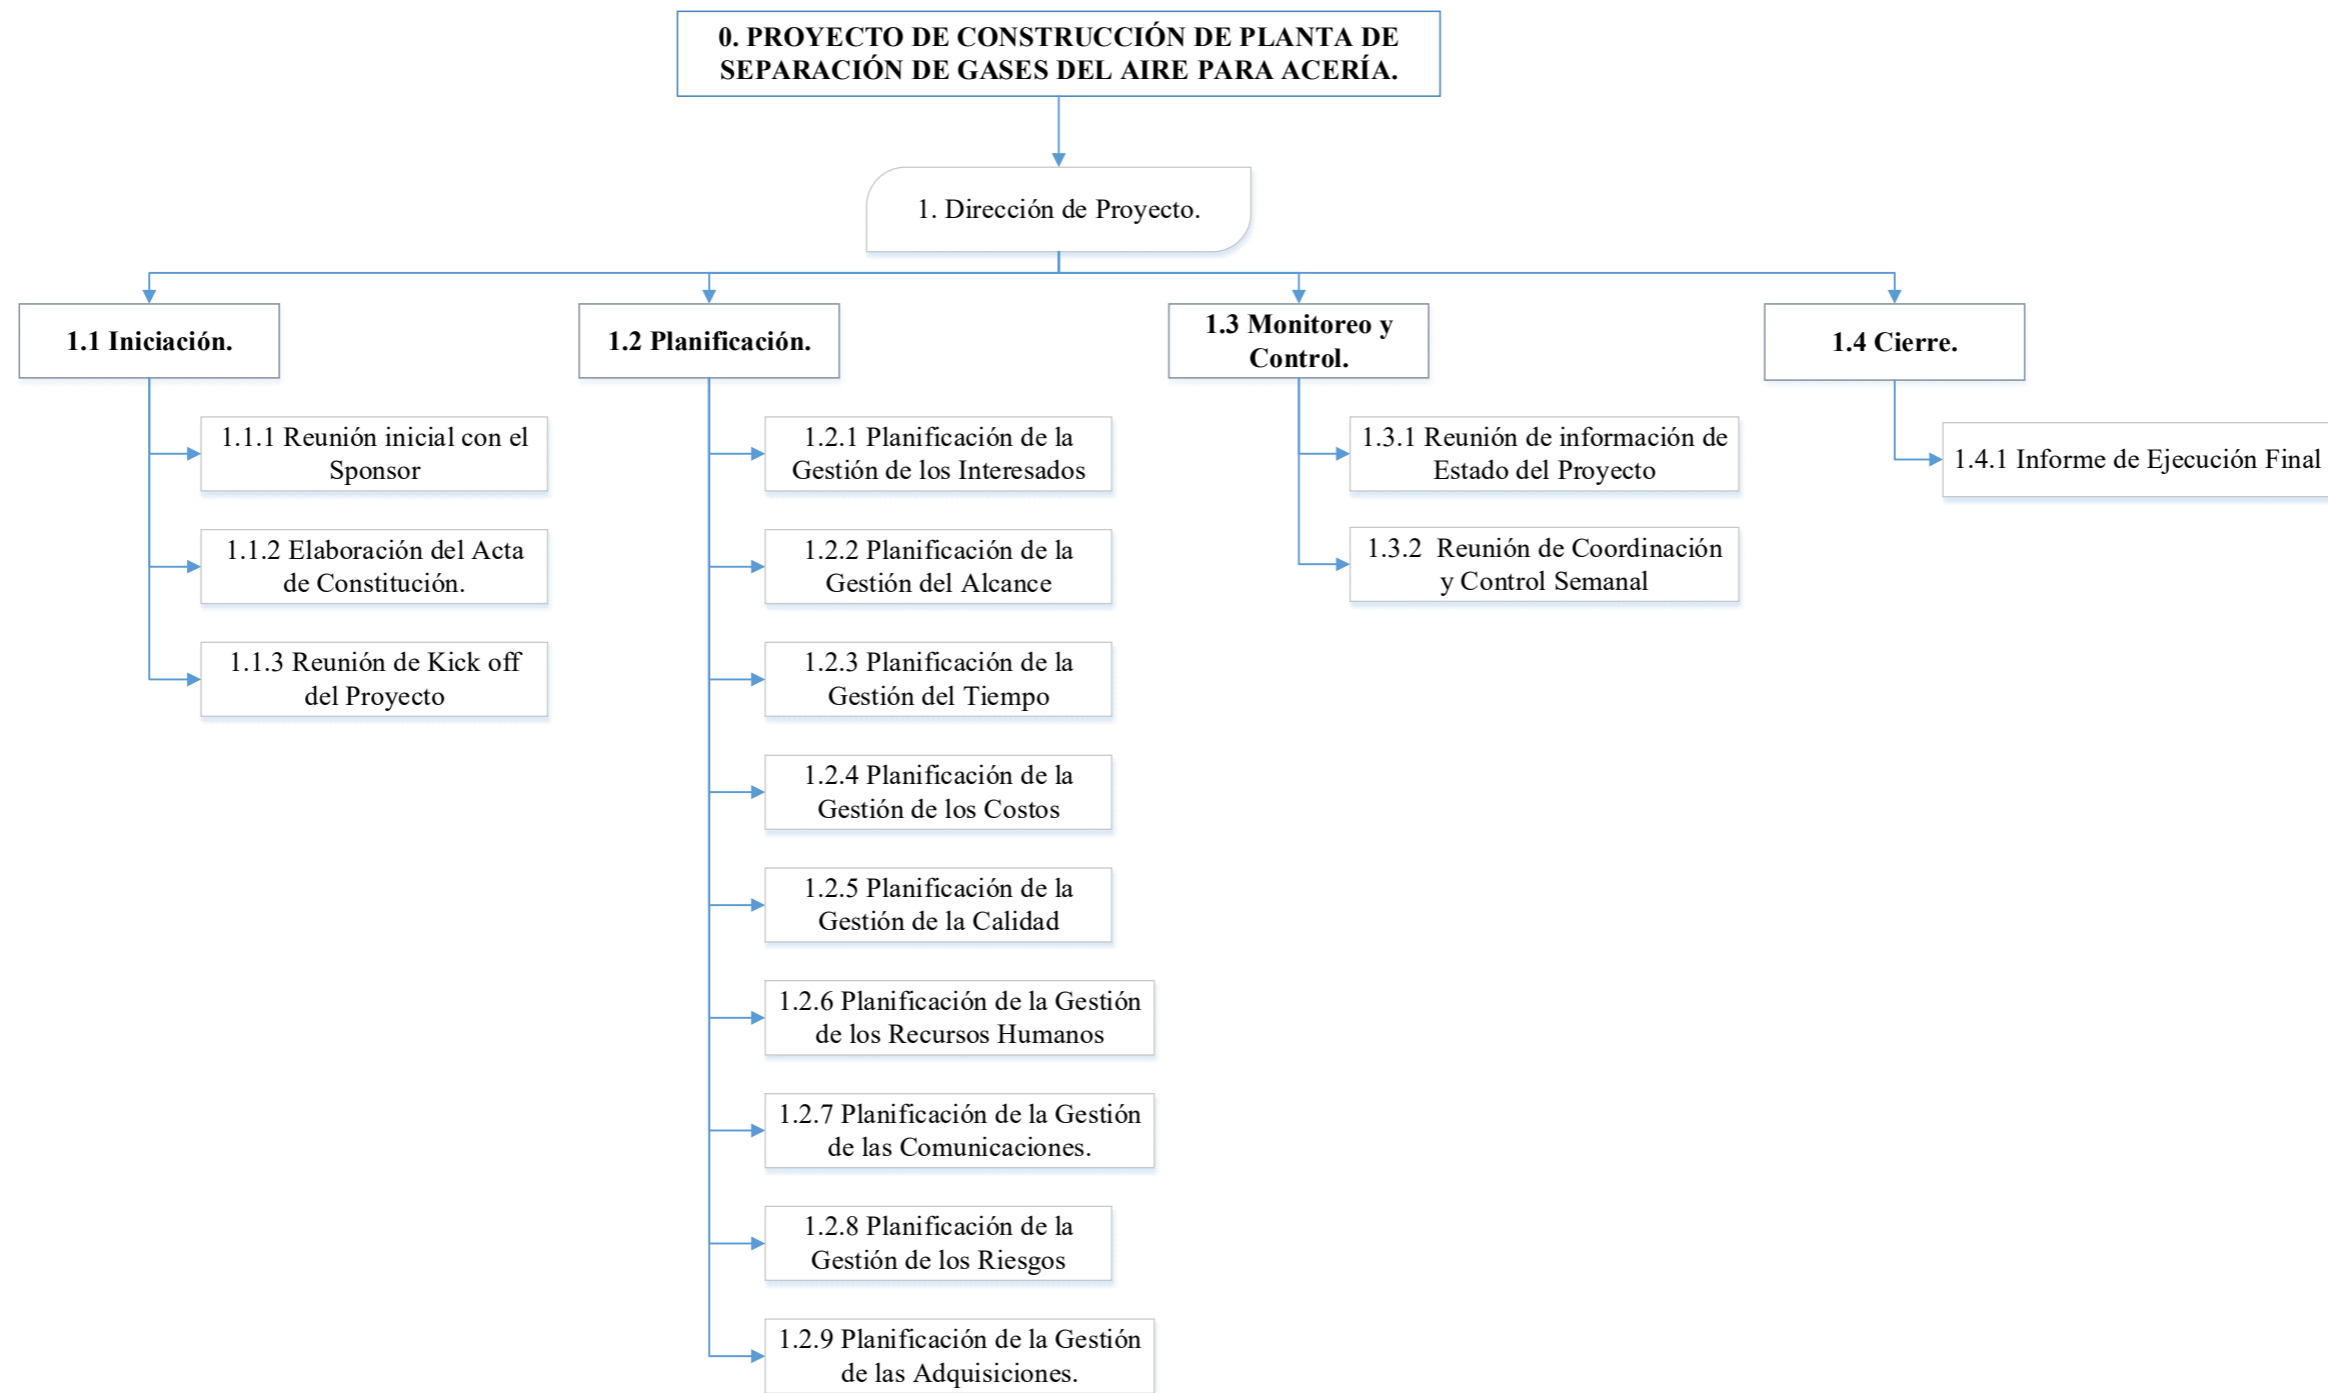 0. PROYECTO DE CONSTRUCCIÓN DE PLANTA DE
SEPARACIÓN DE GASES DEL AIRE PARA ACERÍA.
1. Dirección de Proyecto.
1.1 Iniciación.
1.1.1 Reunión inicial con el
Sponsor
1.1.2 Elaboración del Acta
de Constitución.
1.1.3 Reunión de Kick off
del Proyecto
1.2 Planificación.
1.2.1 Planificación de la
Gestión de los Interesados
1.2.2 Planificación de la
Gestión del Alcance
1.2.3 Planificación de la
Gestión del Tiempo
1.2.4 Planificación de la
Gestión de los Costos
1.2.5 Planificación de la
Gestión de la Calidad
1.2.6 Planificación de la Gestión
de los Recursos Humanos
1.2.7 Planificación de la Gestión
de las Comunicaciones.
1.2.8 Planificación de la
Gestión de los Riesgos
1.2.9 Planificación de la Gestión
de las Adquisiciones.
1.3 Monitoreo y
Control.
1.3.1 Reunión de información de
Estado del Proyecto
1.3.2 Reunión de Coordinación
y Control Semanal
1.4 Cierre.
1.4.1 Informe de Ejecución Final